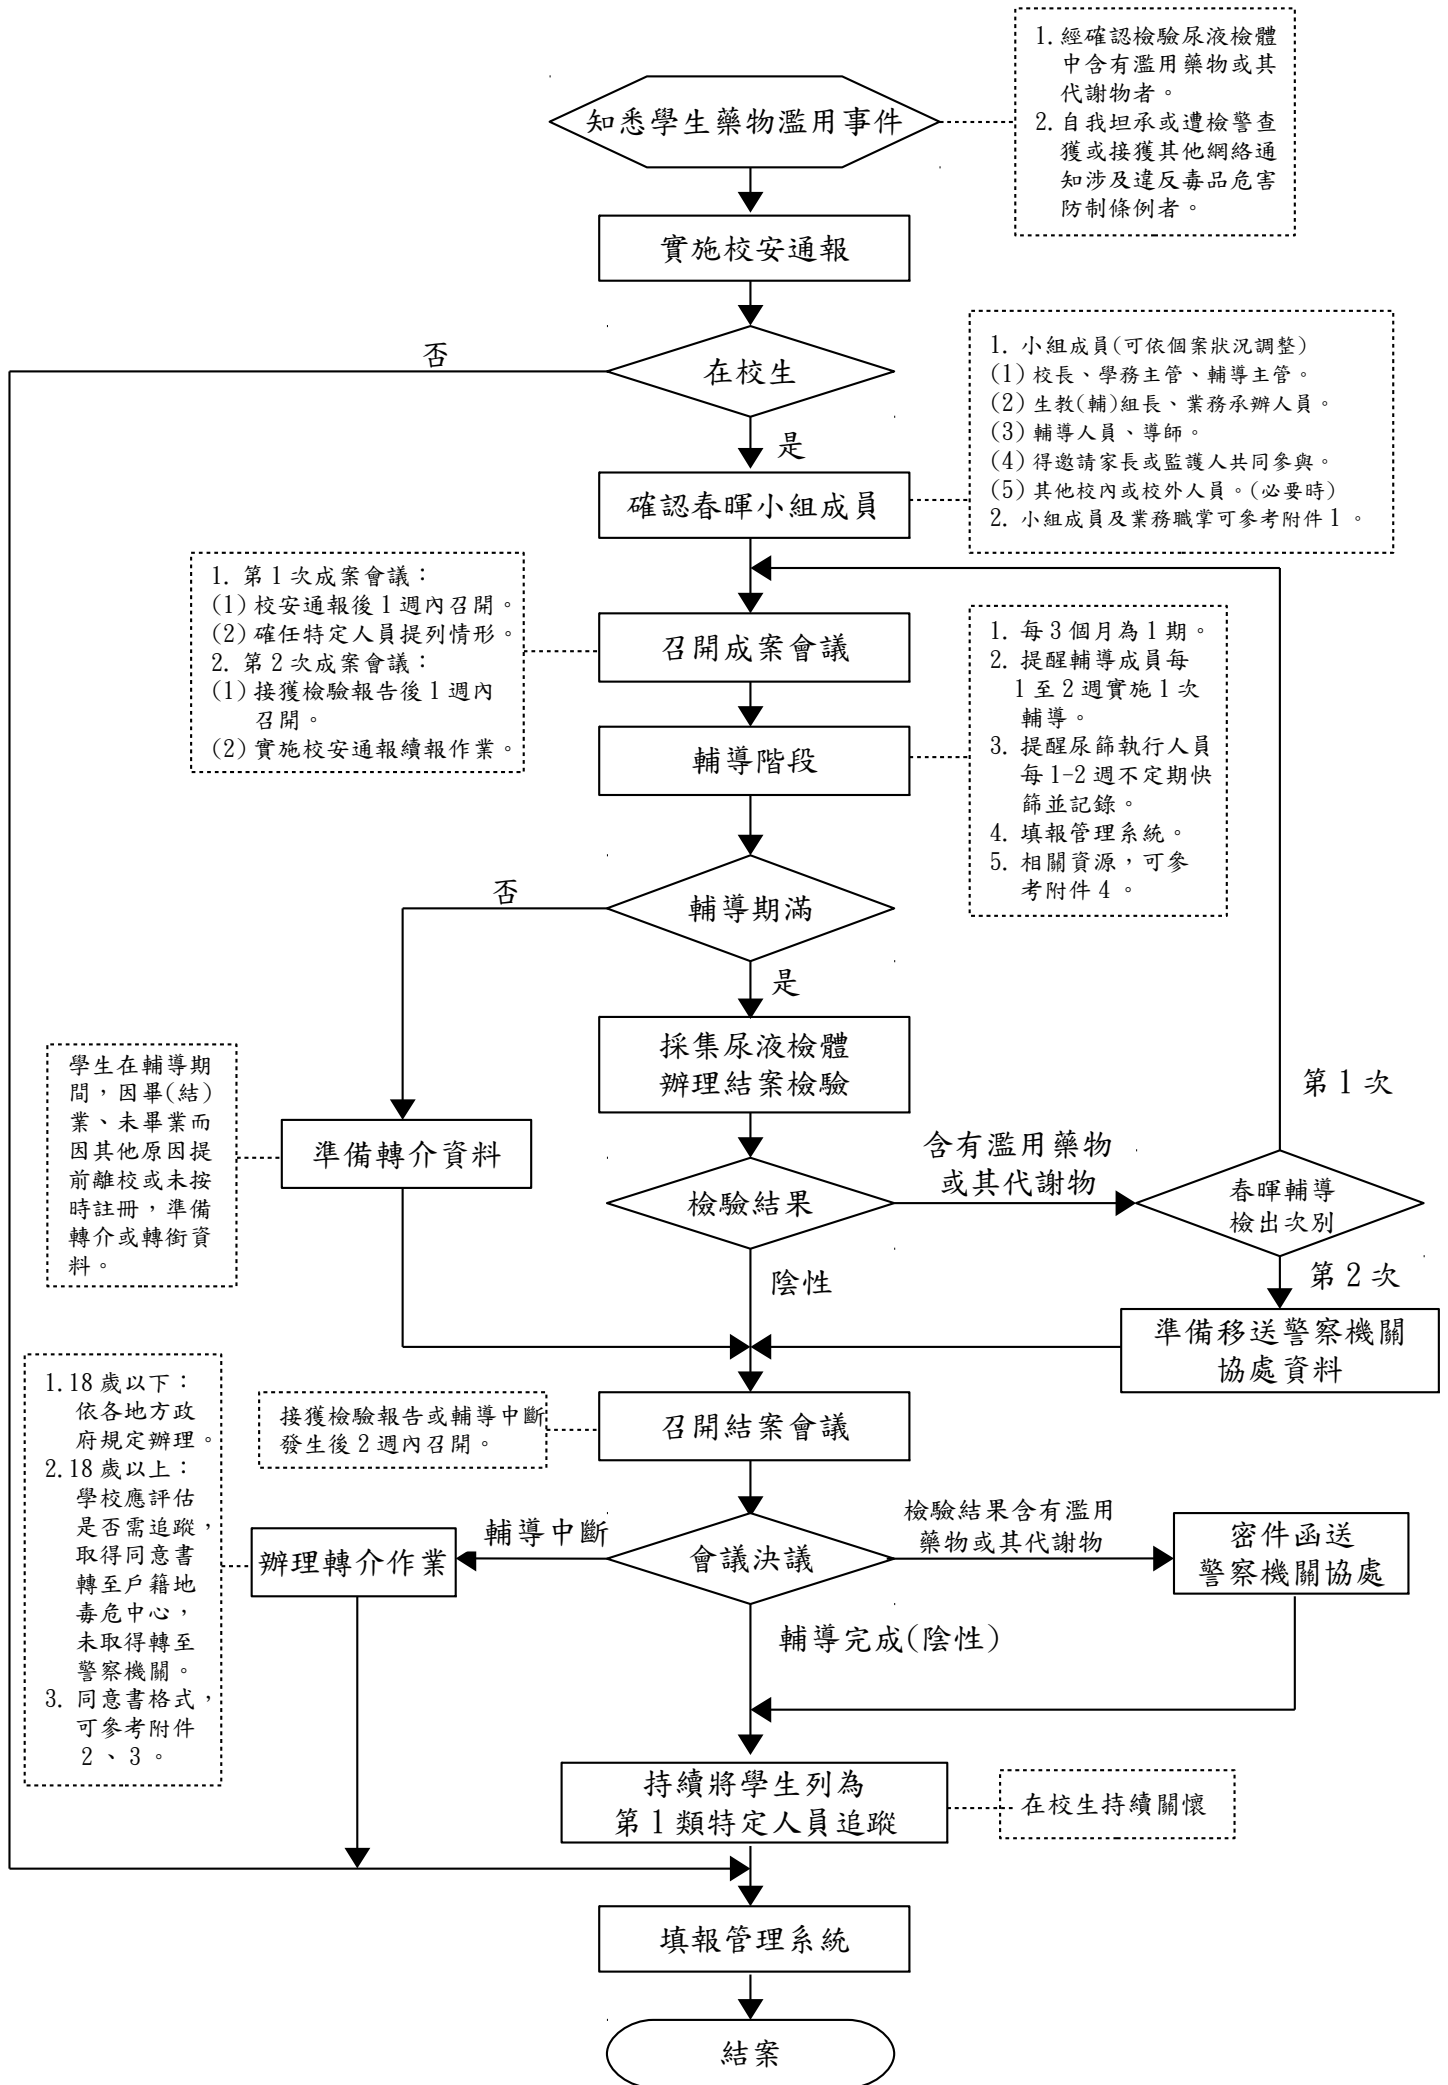 1. 經確認檢驗尿液檢體
中含有濫用藥物或其
代謝物者。
2. 自我坦承或遭檢警查
獲或接獲其他網絡通
知涉及違反毒品危害
防制條例者。
知悉學生藥物濫用事件
實施校安通報
否
在校生
是
1. 小組成員(可依個案狀況調整)
(1)校長、學務主管、輔導主管。
(2)生教(輔)組長、業務承辦人員。
(3)輔導人員、導師。
(4)得邀請家長或監護人共同參與。
(5)其他校內或校外人員。(必要時)
2. 小組成員及業務職掌可參考附件1。
確認春暉小組成員
1. 第1次成案會議：
(1)校安通報後1週內召開。
(2)確任特定人員提列情形。
2. 第2次成案會議：
(1)接獲檢驗報告後1週內
召開。
(2)實施校安通報續報作業。
召開成案會議
1. 每3個月為1期。
2. 提醒輔導成員每
1至2週實施1次
輔導。
3. 提醒尿篩執行人員
每1-2週不定期快
篩並記錄。
4. 填報管理系統。
5. 相關資源，可參
考附件4。
輔導階段
否
輔導期滿
是
採集尿液檢體
辦理結案檢驗
學生在輔導期
間，因畢(結)
業、未畢業而
因其他原因提
前離校或未按
時註冊，準備
轉介或轉銜資
料。
準備轉介資料
第1次
含有濫用藥物
或其代謝物
檢驗結果
春暉輔導
檢出次別
陰性
第2次
準備移送警察機關
協處資料
1.18歲以下：
依各地方政
府規定辦理。
2.18歲以上：
學校應評估
是否需追蹤，
取得同意書
轉至戶籍地
毒危中心，
未取得轉至
警察機關。
3. 同意書格式，
可參考附件
2、3。
接獲檢驗報告或輔導中斷
發生後2週內召開。
召開結案會議
輔導中斷
檢驗結果含有濫用
藥物或其代謝物
辦理轉介作業
會議決議
密件函送
警察機關協處
輔導完成(陰性)
持續將學生列為
第1類特定人員追蹤
在校生持續關懷
填報管理系統
結案